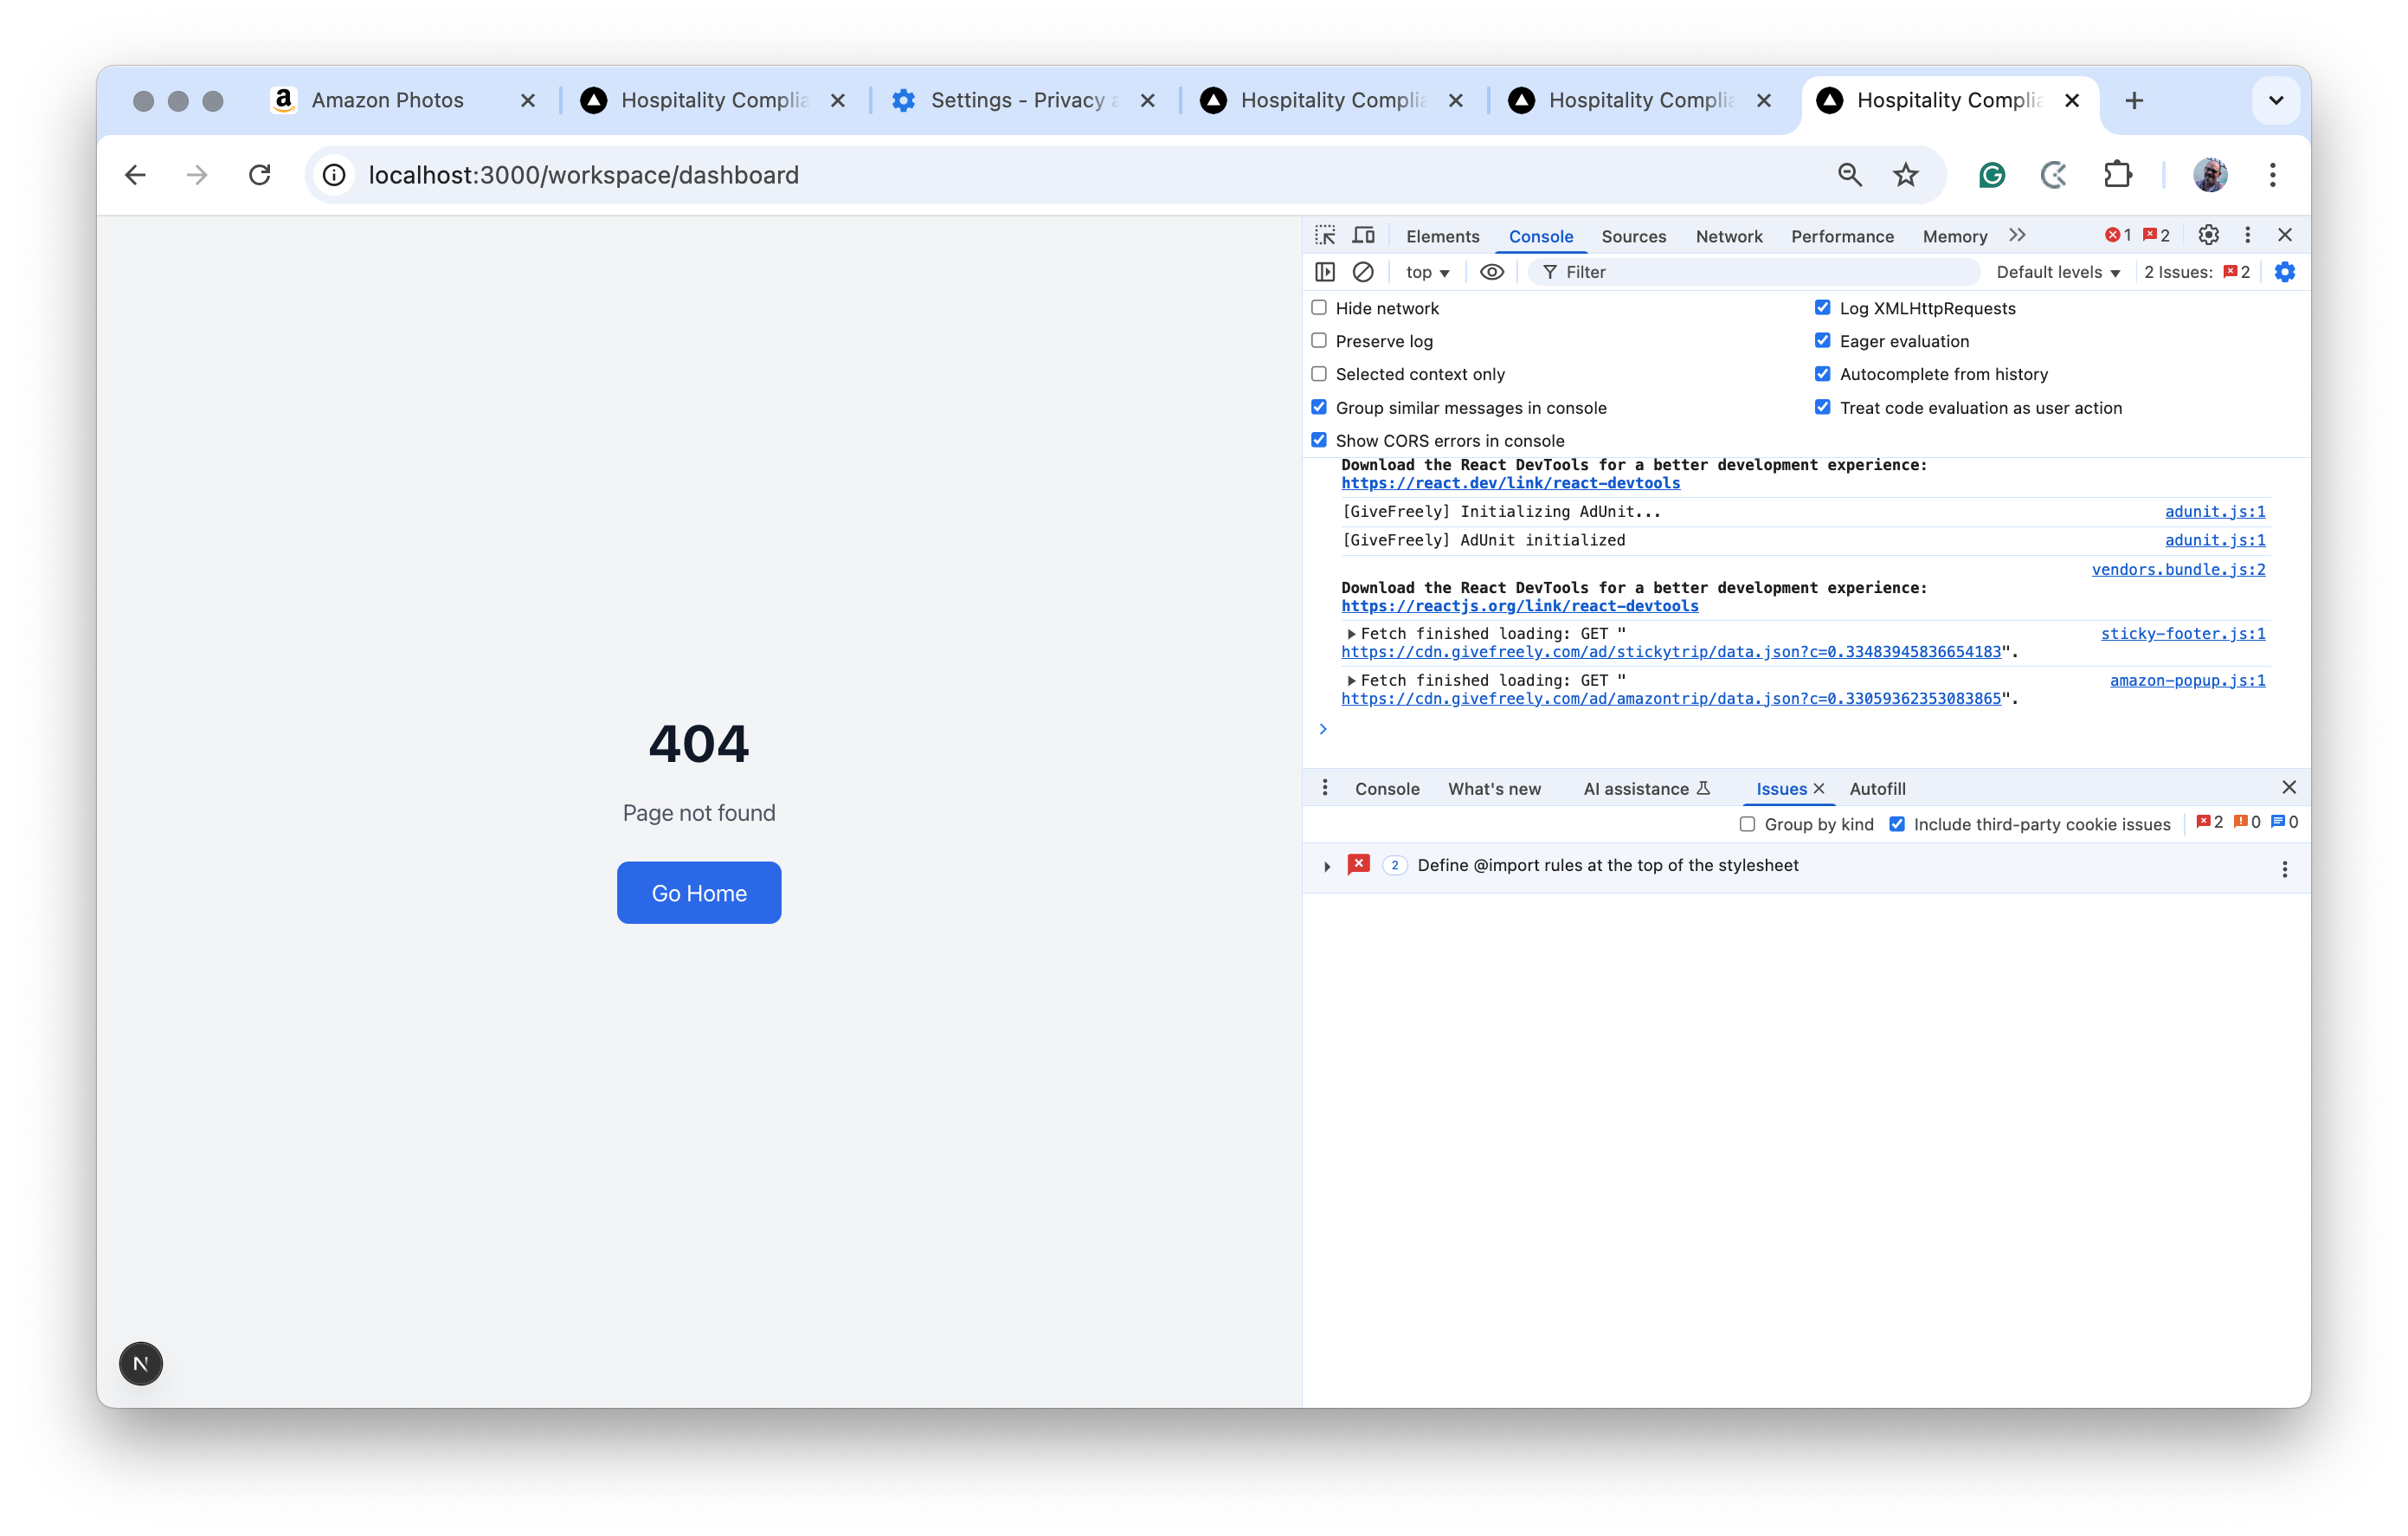 Amazon Photos
Hospitality Complia
Settings - Privacy a
Hospitality Complia
Hospitality Complia
Hospitality Complia
localhost:3000/workspace/dashboard
404
Page not found
Go Home
N
Elements
Console
Sources
Network
Performance
Memory
1
2
top
Filter
Default levels
2 Issues:
2
Hide network
Log XMLHttpRequests
Preserve log
Eager evaluation
Selected context only
Autocomplete from history
Group similar messages in console
Treat code evaluation as user action
Show CORS errors in console
Download the React DevTools for a better development experience:
https://react.dev/link/react-devtools
[GiveFreely] Initializing AdUnit...
adunit.js:1
[GiveFreely] AdUnit initialized
adunit.js:1
vendors.bundle.js:2
Download the React DevTools for a better development experience:
https://reactjs.org/link/react-devtools
Fetch finished loading: GET "
sticky-footer.js:1
https://cdn.givefreely.com/ad/stickytrip/data.json?c=0.33483945836654183".
Fetch finished loading: GET "
amazon-popup.js:1
https://cdn.givefreely.com/ad/amazontrip/data.json?c=0.33059362353083865".
Console
What's new
AI assistance
Issues
Autofill
Group by kind
Include third-party cookie issues
2
0
0
2
Define @import rules at the top of the stylesheet